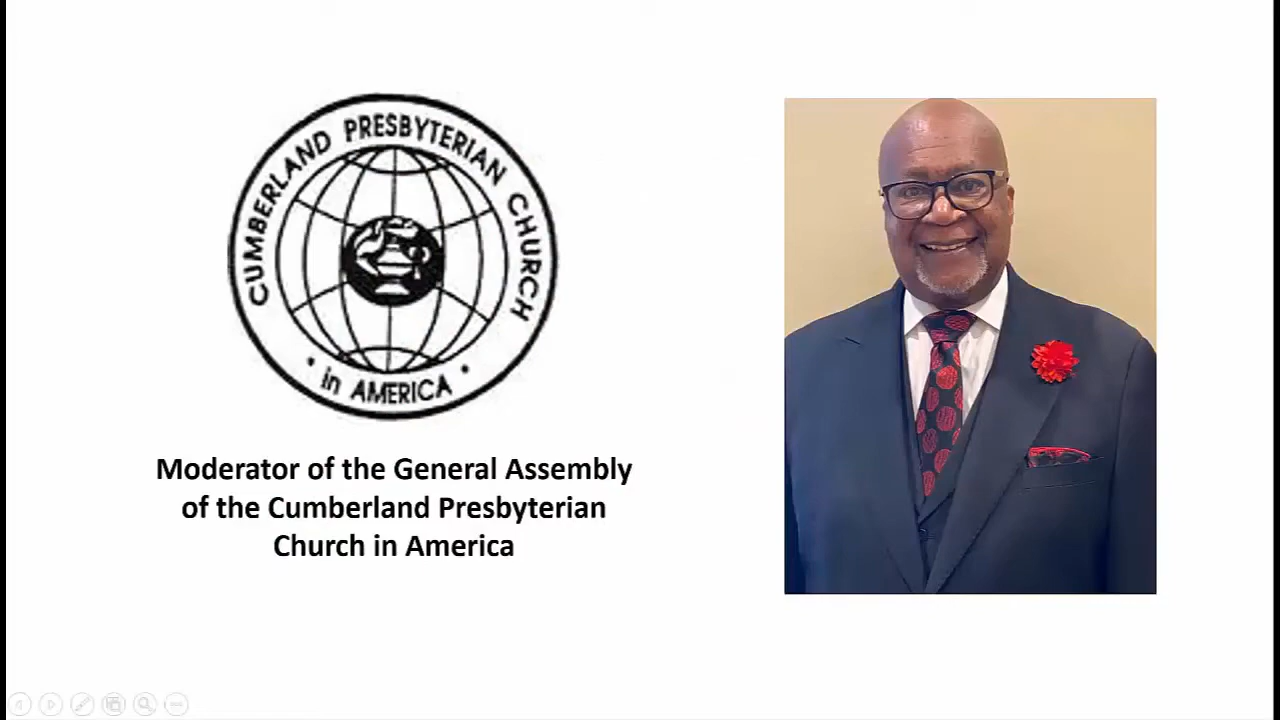 CUMBERLAND PRESBYTERIAN CHURCH
in AMERICA
Moderator of the General Assembly
of the Cumberland Presbyterian
Church in America